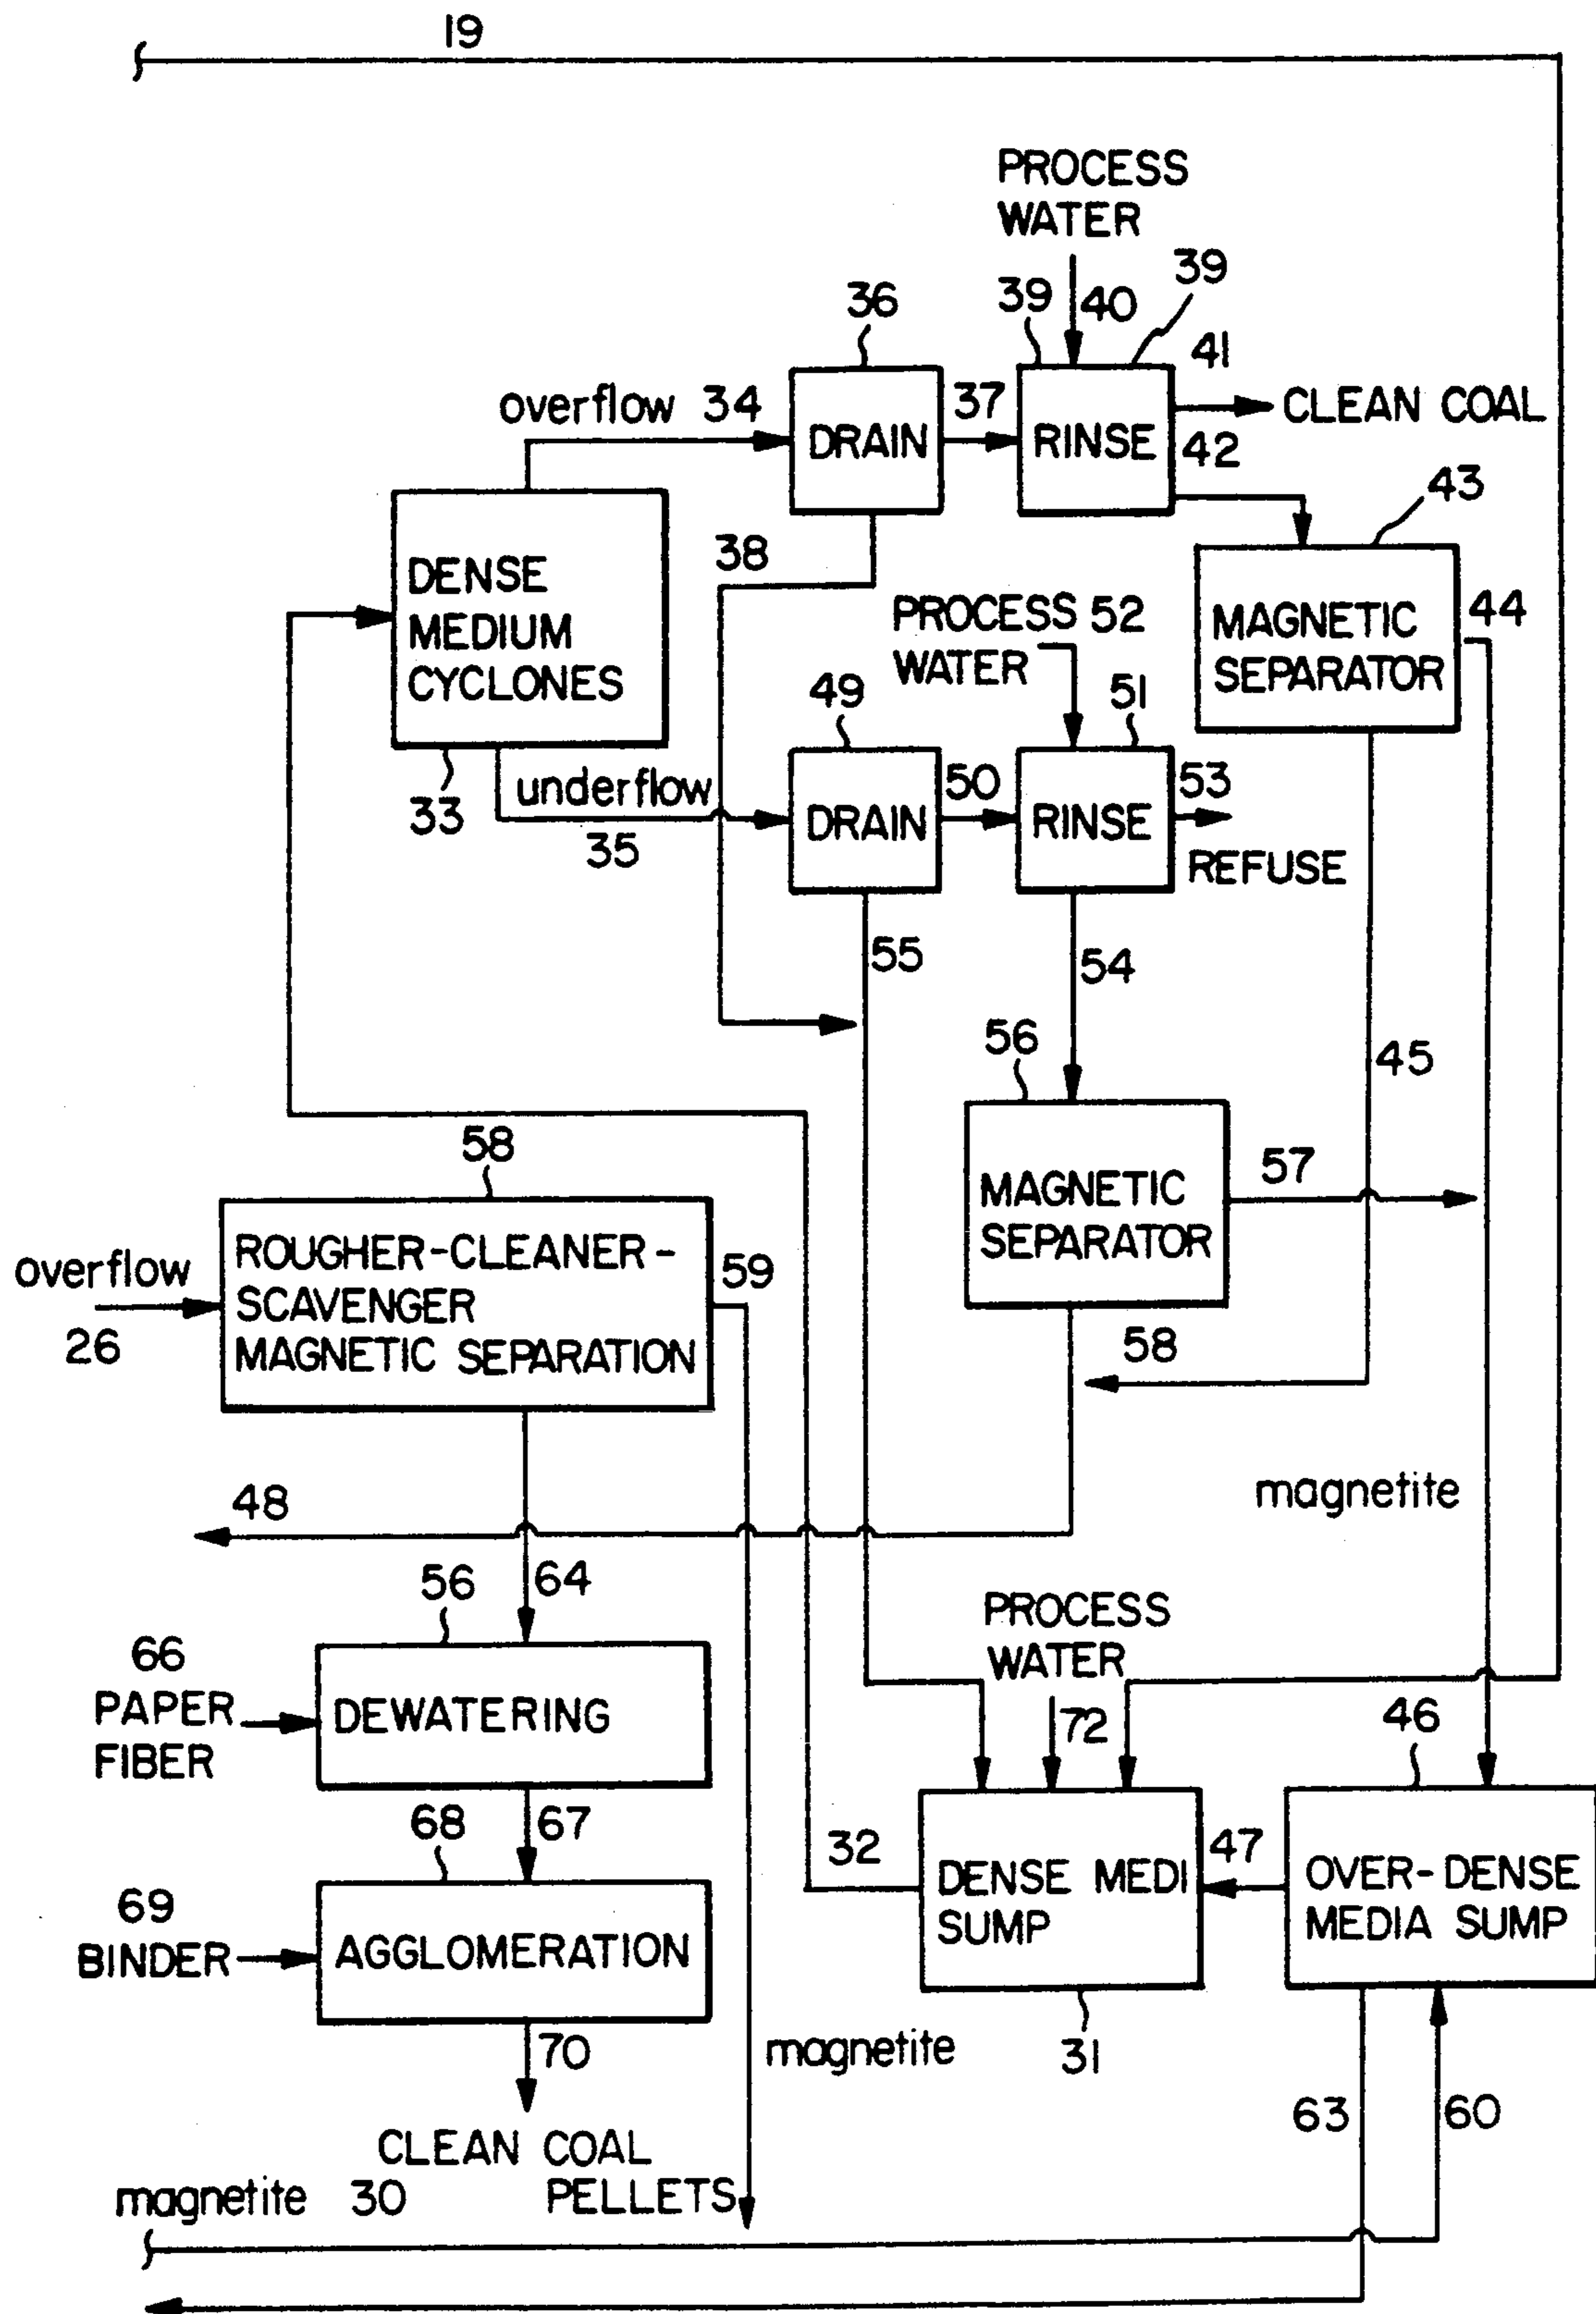 19
PROCESS
WATER
39
39
40
36
41
overflow 34
37
CLEAN COAL
DRAIN
RINSE
42
43
38
DENSE
MEDIUM
CYCLONES
PROCESS 52
WATER
MAGNETIC
SEPARATOR
44
49
51
33
underflow
35
50
53
DRAIN
RINSE
REFUSE
55
54
56
45
58
57
MAGNETIC
SEPARATOR
overflow
26
ROUGHER-CLEANER-
SCAVENGER
MAGNETIC SEPARATION
59
58
magnetite
48
56
64
PROCESS
WATER
66
PAPER
FIBER
DEWATERING
72
46
68
67
32
47
DENSE MEDI
SUMP
OVER-DENSE
MEDIA SUMP
69
BINDER
AGGLOMERATION
70
magnetite
31
63
60
CLEAN COAL
PELLETS
magnetite 30